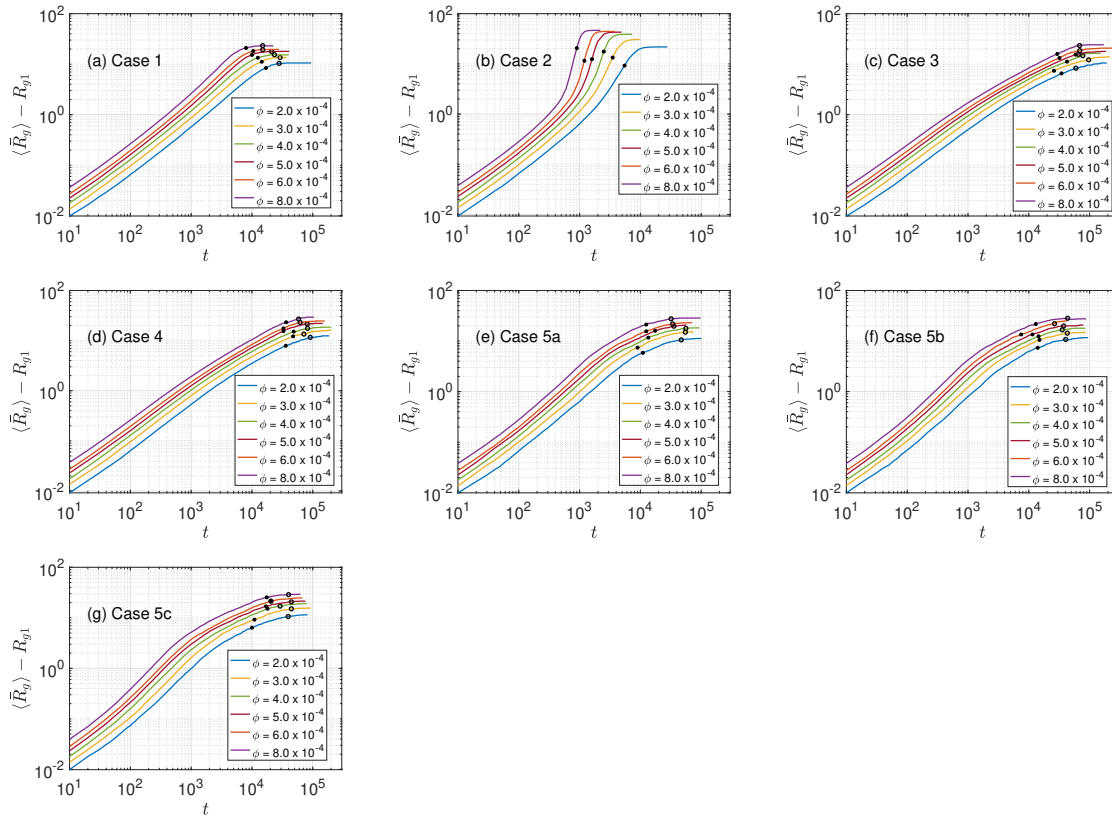 (a) Case 1
10^2
10^0
10^-2
⟨R̄_g⟩ − R_g1
ϕ = 2.0 x 10^-4
ϕ = 3.0 x 10^-4
ϕ = 4.0 x 10^-4
ϕ = 5.0 x 10^-4
ϕ = 6.0 x 10^-4
ϕ = 8.0 x 10^-4
10^1 10^2 10^3 10^4 10^5
t
(b) Case 2
10^2
10^0
10^-2
⟨R̄_g⟩ − R_g1
ϕ = 2.0 x 10^-4
ϕ = 3.0 x 10^-4
ϕ = 4.0 x 10^-4
ϕ = 5.0 x 10^-4
ϕ = 6.0 x 10^-4
ϕ = 8.0 x 10^-4
10^1 10^2 10^3 10^4 10^5
t
(c) Case 3
10^2
10^0
10^-2
⟨R̄_g⟩ − R_g1
ϕ = 2.0 x 10^-4
ϕ = 3.0 x 10^-4
ϕ = 4.0 x 10^-4
ϕ = 5.0 x 10^-4
ϕ = 6.0 x 10^-4
ϕ = 8.0 x 10^-4
10^1 10^2 10^3 10^4 10^5
t
(d) Case 4
10^2
10^0
10^-2
⟨R̄_g⟩ − R_g1
ϕ = 2.0 x 10^-4
ϕ = 3.0 x 10^-4
ϕ = 4.0 x 10^-4
ϕ = 5.0 x 10^-4
ϕ = 6.0 x 10^-4
ϕ = 8.0 x 10^-4
10^1 10^2 10^3 10^4 10^5
t
(e) Case 5a
10^2
10^0
10^-2
⟨R̄_g⟩ − R_g1
ϕ = 2.0 x 10^-4
ϕ = 3.0 x 10^-4
ϕ = 4.0 x 10^-4
ϕ = 5.0 x 10^-4
ϕ = 6.0 x 10^-4
ϕ = 8.0 x 10^-4
10^1 10^2 10^3 10^4 10^5
t
(f) Case 5b
10^2
10^0
10^-2
⟨R̄_g⟩ − R_g1
ϕ = 2.0 x 10^-4
ϕ = 3.0 x 10^-4
ϕ = 4.0 x 10^-4
ϕ = 5.0 x 10^-4
ϕ = 6.0 x 10^-4
ϕ = 8.0 x 10^-4
10^1 10^2 10^3 10^4 10^5
t
(g) Case 5c
10^2
10^0
10^-2
⟨R̄_g⟩ − R_g1
ϕ = 2.0 x 10^-4
ϕ = 3.0 x 10^-4
ϕ = 4.0 x 10^-4
ϕ = 5.0 x 10^-4
ϕ = 6.0 x 10^-4
ϕ = 8.0 x 10^-4
10^1 10^2 10^3 10^4 10^5
t